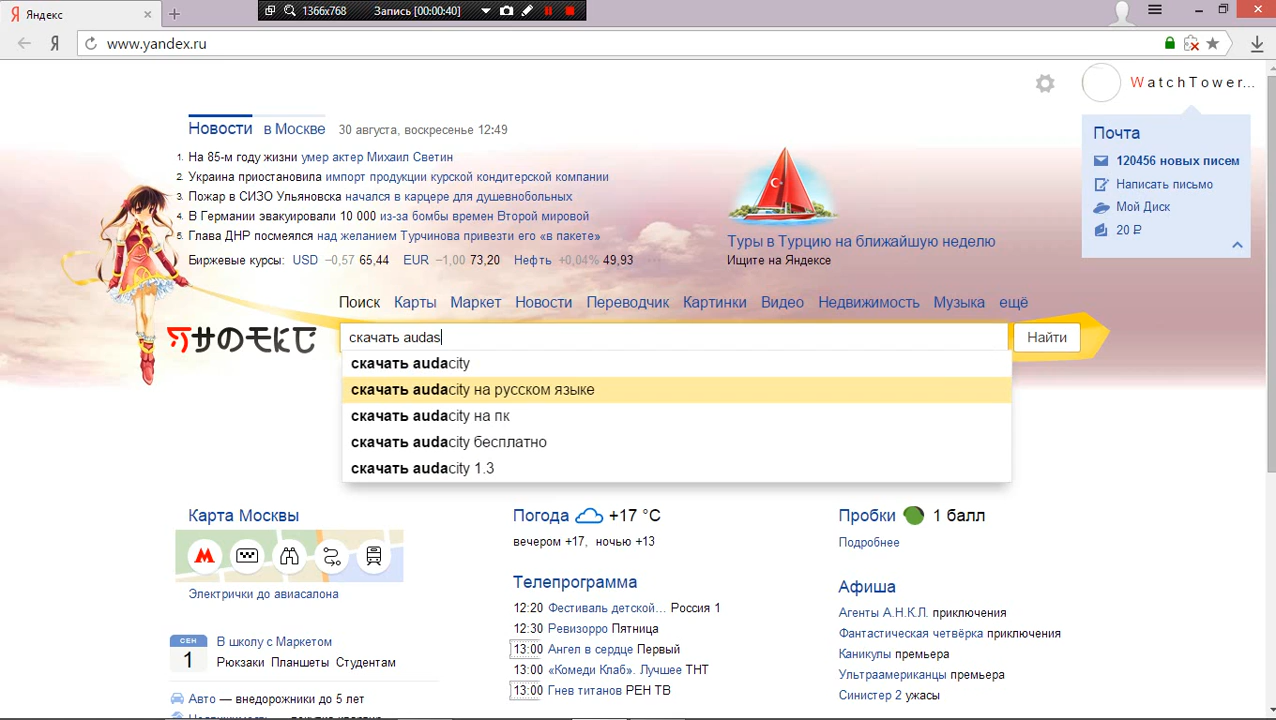 Яндекс
1366x768 Запись [00:00:40]
www.yandex.ru
WatchTower...
Новости в Москве 30 августа, воскресенье 12:49
1. На 85-м году жизни умер актер Михаил Светин
2. Украина приостановила импорт продукции курской кондитерской компании
3. Пожар в СИЗО Ульяновска начался в карцере для душевнобольных
4. В Германии эвакуировали 10 000 из-за бомбы времен Второй мировой
5. Глава ДНР посмеялся над желанием Турчинова привезти его «в пакете»
Биржевые курсы: USD −0,57 65,44 EUR −1,00 73,20 Нефть +0,04% 49,93 ...
Туры в Турцию на ближайшую неделю
Ищите на Яндексе
Почта
120456 новых писем
Написать письмо
Мой Диск
20 ₽
Поиск Карты Маркет Новости Переводчик Картинки Видео Недвижимость Музыка ещё
скачать audas
Найти
скачать audacity
скачать audacity на русском языке
скачать audacity на пк
скачать audacity бесплатно
скачать audacity 1.3
Карта Москвы
Электрички до авиасалона
СЕН
1
В школу с Маркетом
Рюкзаки Планшеты Студентам
Авто — внедорожники до 5 лет
Недвижимость — покупка квартир
Погода +17 °C
вечером +17, ночью +13
Телепрограмма
12:20 Фестиваль детской... Россия 1
12:30 Ревизорро Пятница
13:00 Ангел в сердце Первый
13:00 «Комеди Клаб». Лучшее ТНТ
13:00 Гнев титанов РЕН ТВ
Пробки 1 балл
Подробнее
Афиша
Агенты А.Н.К.Л. приключения
Фантастическая четвёрка приключения
Каникулы премьера
Ультраамериканцы премьера
Синистер 2 ужасы